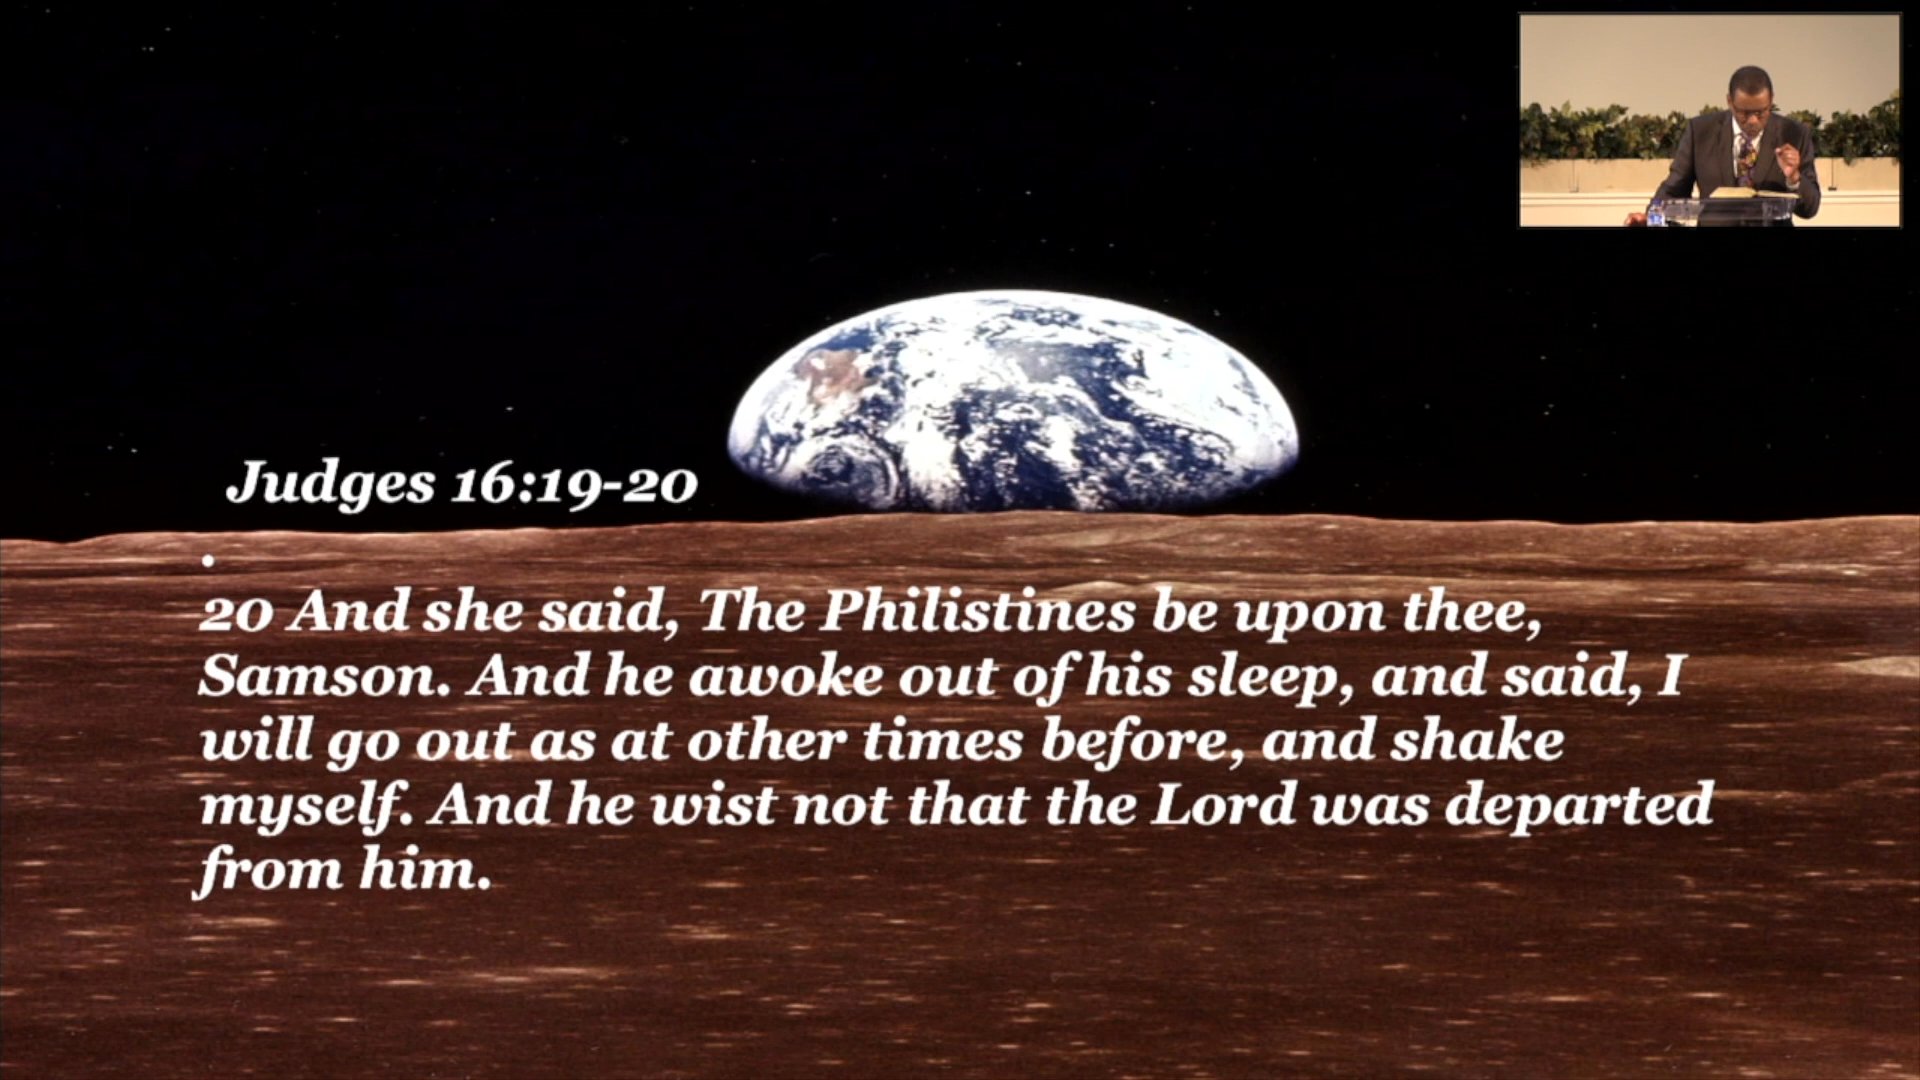 Judges 16:19-20
.
20 And she said, The Philistines be upon thee,
Samson. And he awoke out of his sleep, and said, I
will go out as at other times before, and shake
myself. And he wist not that the Lord was departed
from him.